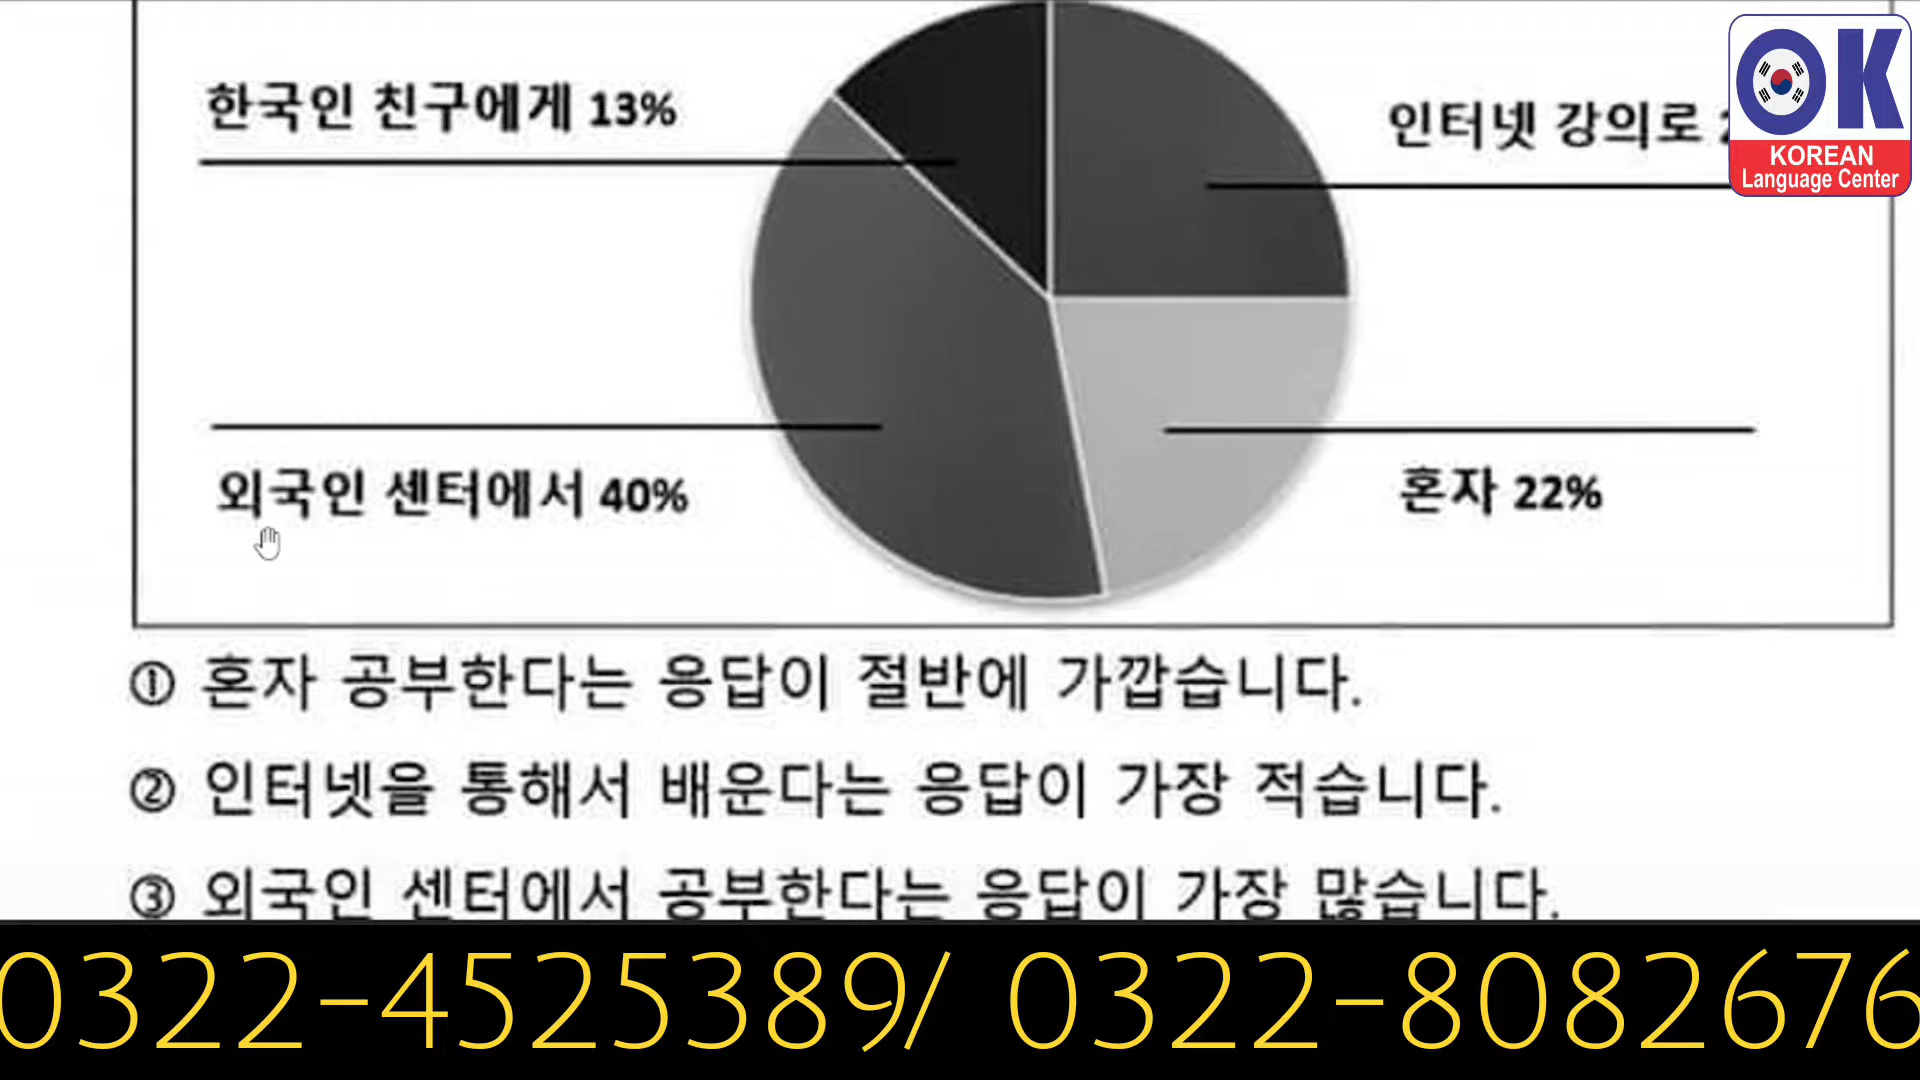 한국인 친구에게 13%
인터넷 강의로
OK
KOREAN
Language Center
외국인 센터에서 40%
혼자 22%
① 혼자 공부한다는 응답이 절반에 가깝습니다.
② 인터넷을 통해서 배운다는 응답이 가장 적습니다.
③ 외국인 센터에서 공부한다는 응답이 가장 많습니다.
0322-4525389/ 0322-8082676